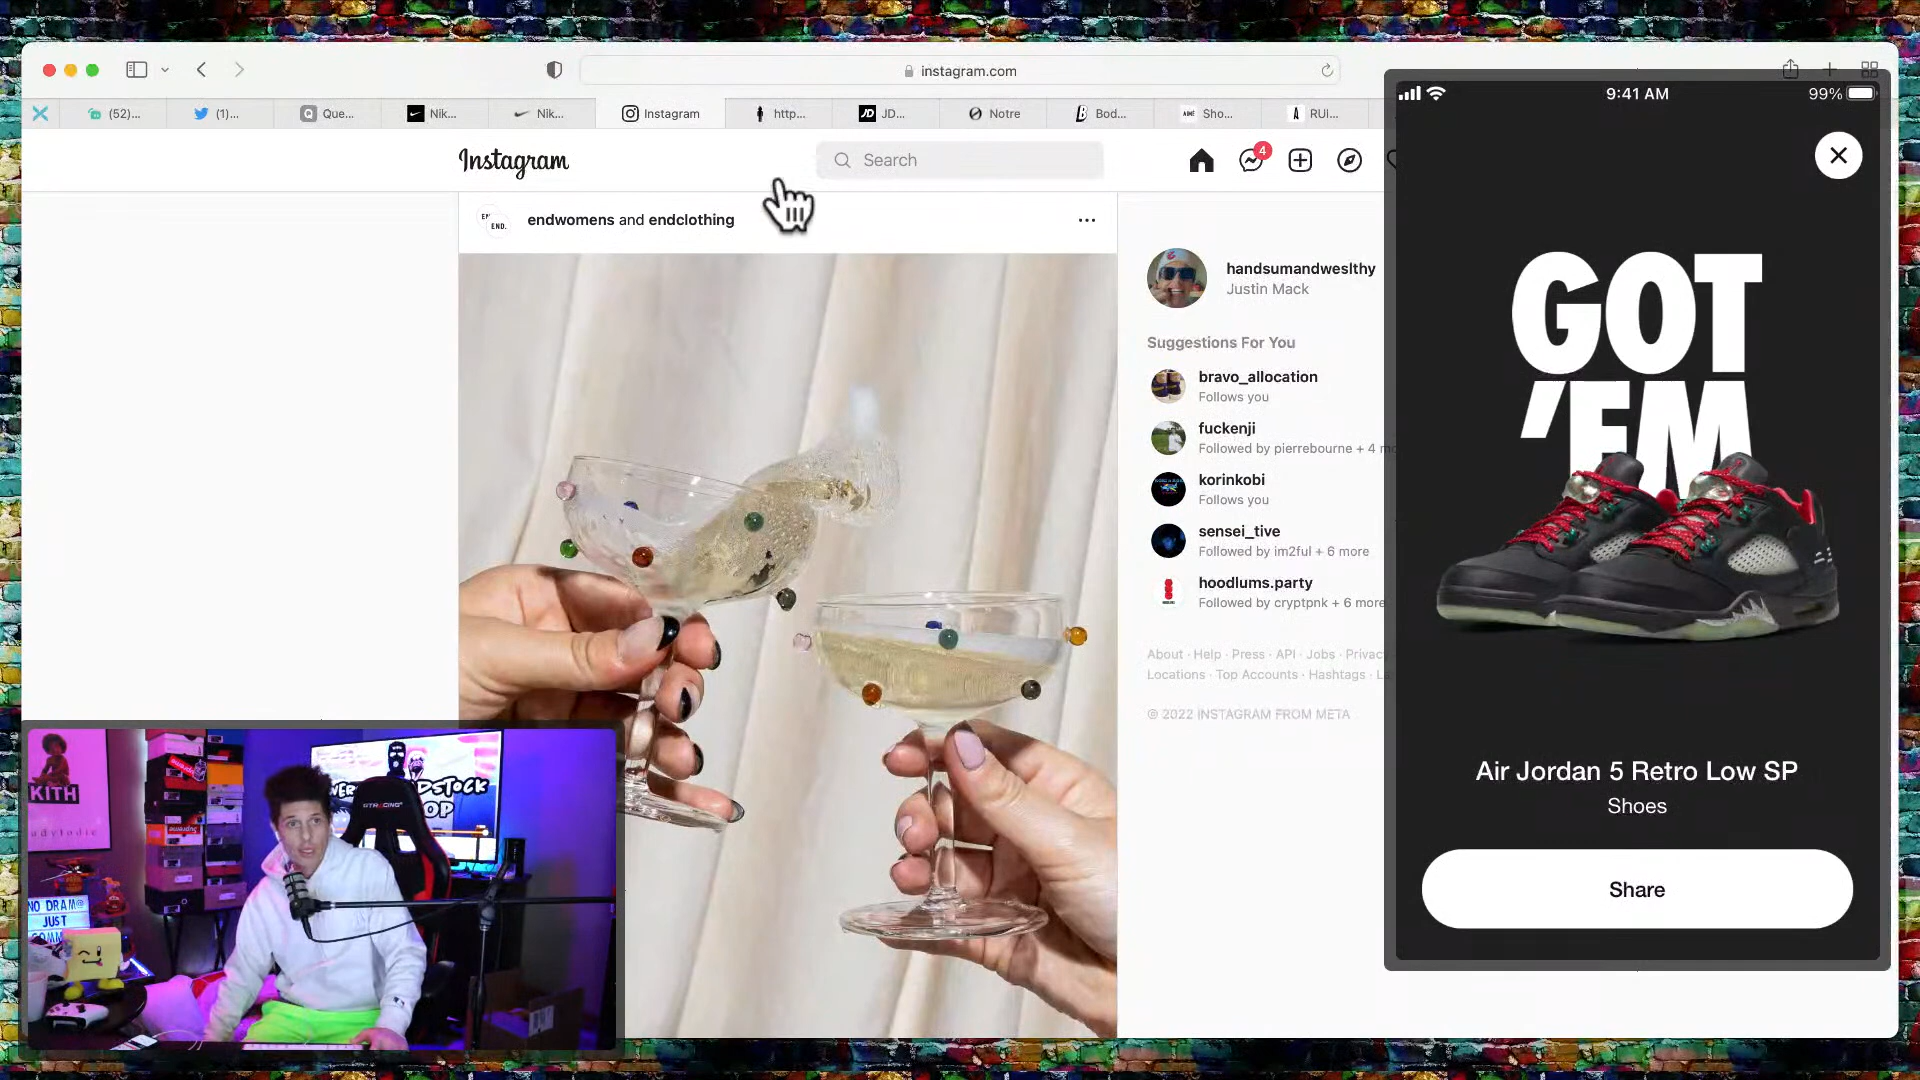 instagram.com
(52)...
(1)...
Que...
Nik...
Nik...
Instagram
http...
JD...
Notre
Bod...
Sho...
RUI...
Instagram
Search
4
endwomens and endclothing
END.
handsumandweslthy
Justin Mack
Suggestions For You
bravo_allocation
Follows you
fuckenji
Followed by pierrebourne + 4
korinkobi
Follows you
sensei_tive
Followed by im2ful + 6 more
hoodlums.party
Followed by cryptpnk + 6 more
About · Help · Press · API · Jobs · Privacy
Locations · Top Accounts · Hashtags ·
© 2022 INSTAGRAM FROM META
9:41 AM
99%
GOT
'EM
Air Jordan 5 Retro Low SP
Shoes
Share
KITH
GTRACING
NO DRAM@
JUST